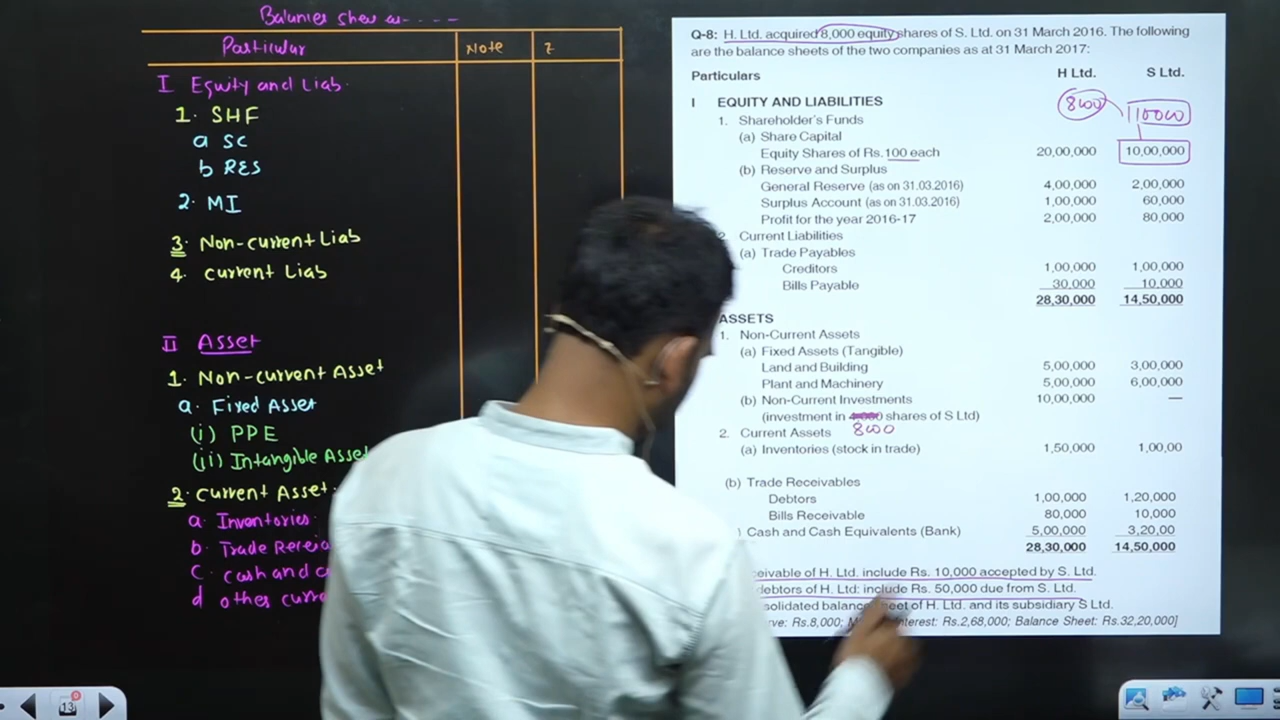 Balances sheet as----
Particular Note ₹
I Equity and Liab.
1. SHF
a SC
b RES
2. MI
3. Non-current Liab
4. Current Liab
II Asset
1. Non-current Asset
a. Fixed Asset
(i) PPE
(ii) Intangible Asset
2. Current Asset.
a. Inventories.
b. Trade Recei
c. cash and c
d other curr
Q-8: H. Ltd. acquired 8,000 equity shares of S. Ltd. on 31 March 2016. The following
are the balance sheets of the two companies as at 31 March 2017:
Particulars H Ltd. S Ltd.
8000 10000
I EQUITY AND LIABILITIES
1. Shareholder's Funds
(a) Share Capital
Equity Shares of Rs. 100 each 20,00,000 10,00,000
(b) Reserve and Surplus
General Reserve (as on 31.03.2016) 4,00,000 2,00,000
Surplus Account (as on 31.03.2016) 1,00,000 60,000
Profit for the year 2016-17 2,00,000 80,000
2. Current Liabilities
(a) Trade Payables
Creditors 1,00,000 1,00,000
Bills Payable 30,000 10.000
28,30,000 14,50,000
ASSETS
1. Non-Current Assets
(a) Fixed Assets (Tangible)
Land and Building 5,00,000 3,00,000
Plant and Machinery 5,00,000 6,00,000
(b) Non-Current Investments 10,00,000 —
(investment in shares of S Ltd)
8000
2. Current Assets
(a) Inventories (stock in trade) 1,50,000 1,00,00
(b) Trade Receivables
Debtors 1,00,000 1,20,000
Bills Receivable 80,000 10,000
) Cash and Cash Equivalents (Bank) 5,00,000 3,20,00
28,30,000 14,50,000
ceivable of H. Ltd. include Rs. 10,000 accepted by S. Ltd.
debtors of H. Ltd: include Rs. 50,000 due from S. Ltd.
solidated balance sheet of H. Ltd. and its subsidiary S Ltd.
rve: Rs.8,000; M nterest: Rs.2,68,000; Balance Sheet: Rs.32,20,000]
13